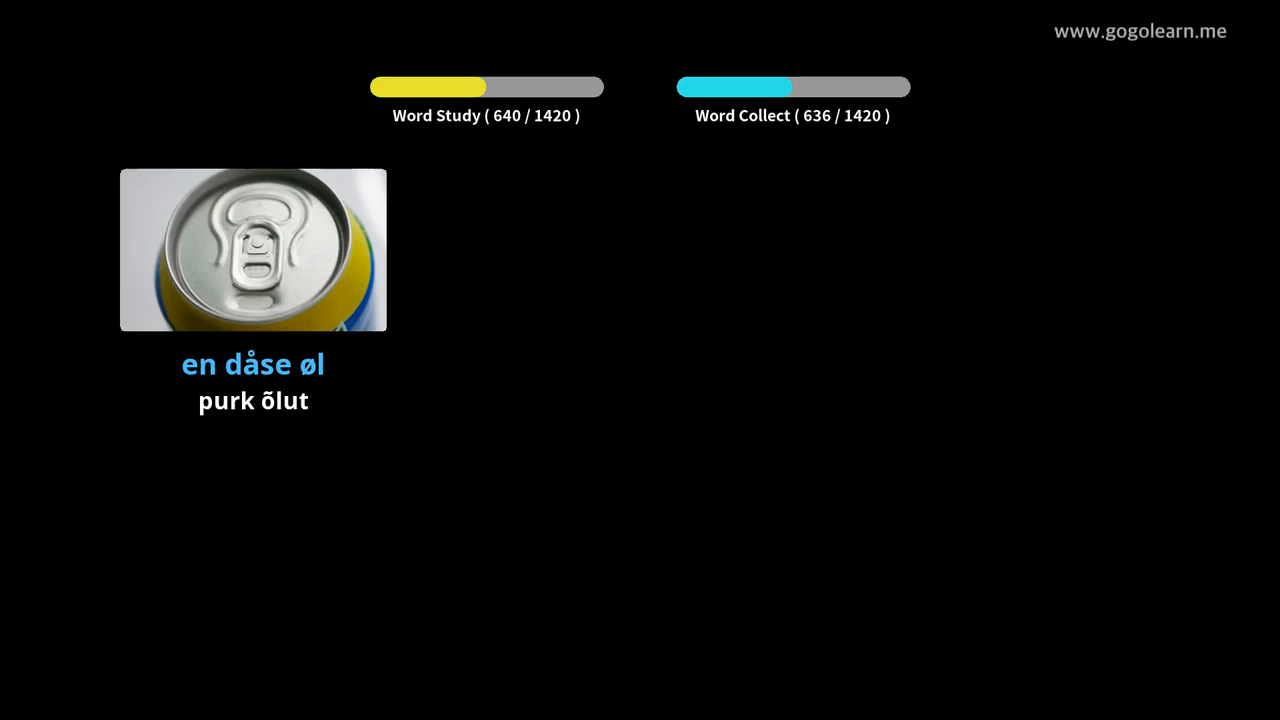 www.gogolearn.me
Word Study ( 640 / 1420 )
Word Collect ( 636 / 1420 )
en dåse øl
purk õlut